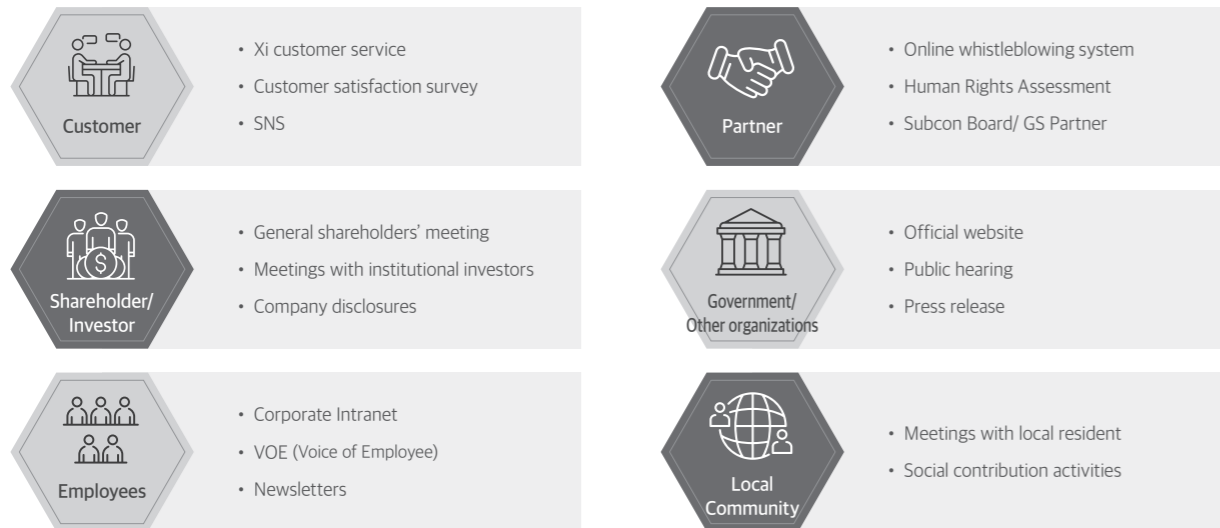 Customer
• Xi customer service
• Customer satisfaction survey
• SNS
Partner
• Online whistleblowing system
• Human Rights Assessment
• Subcon Board/ GS Partner
Shareholder/
Investor
• General shareholders’ meeting
• Meetings with institutional investors
• Company disclosures
Government/
Other organizations
• Official website
• Public hearing
• Press release
Employees
• Corporate Intranet
• VOE (Voice of Employee)
• Newsletters
Local
Community
• Meetings with local resident
• Social contribution activities